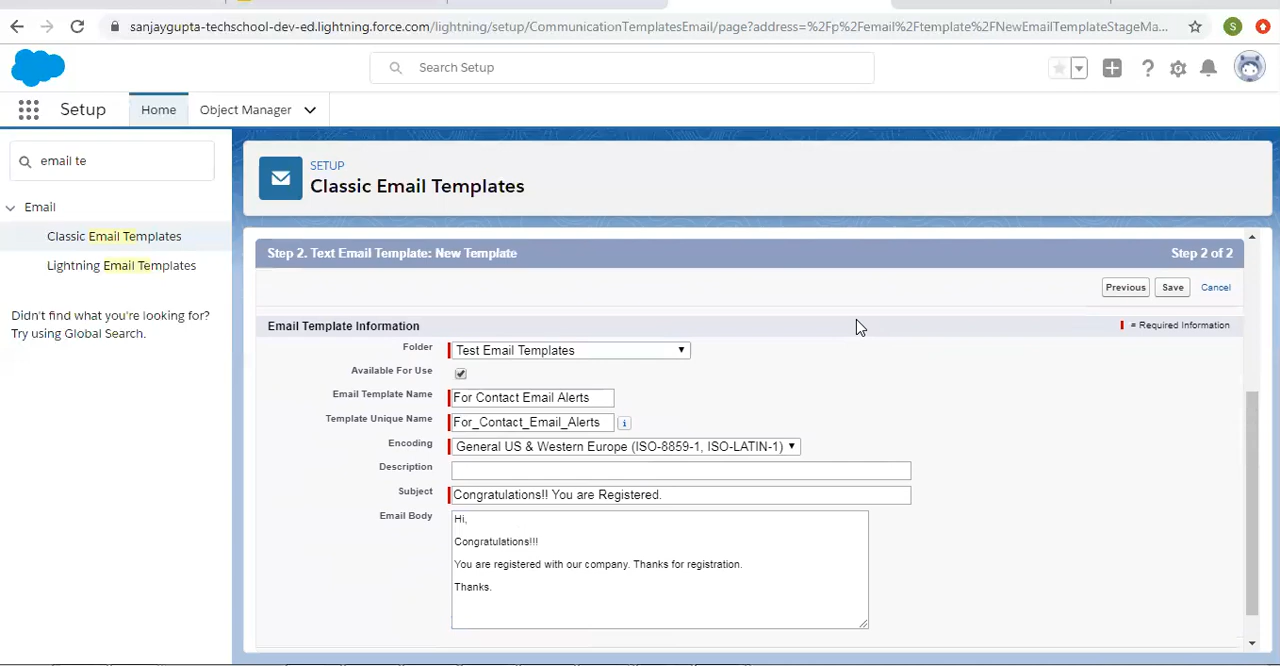 sanjaygupta-techschool-dev-ed.lightning.force.com/lightning/setup/CommunicationTemplatesEmail/page?address=%2Fp%2Femail%2Ftemplate%2FNewEmailTemplateStageMa...
S
Search Setup
Setup
Home
Object Manager
email te
Email
Classic Email Templates
Lightning Email Templates
Didn't find what you're looking for?
Try using Global Search.
SETUP
Classic Email Templates
Step 2. Text Email Template: New Template
Step 2 of 2
Previous
Save
Cancel
Email Template Information
= Required Information
Folder
Test Email Templates
Available For Use
Email Template Name
For Contact Email Alerts
Template Unique Name
For_Contact_Email_Alerts
i
Encoding
General US & Western Europe (ISO-8859-1, ISO-LATIN-1)
Description
Subject
Congratulations!! You are Registered.
Email Body
Hi,
Congratulations!!!
You are registered with our company. Thanks for registration.
Thanks.